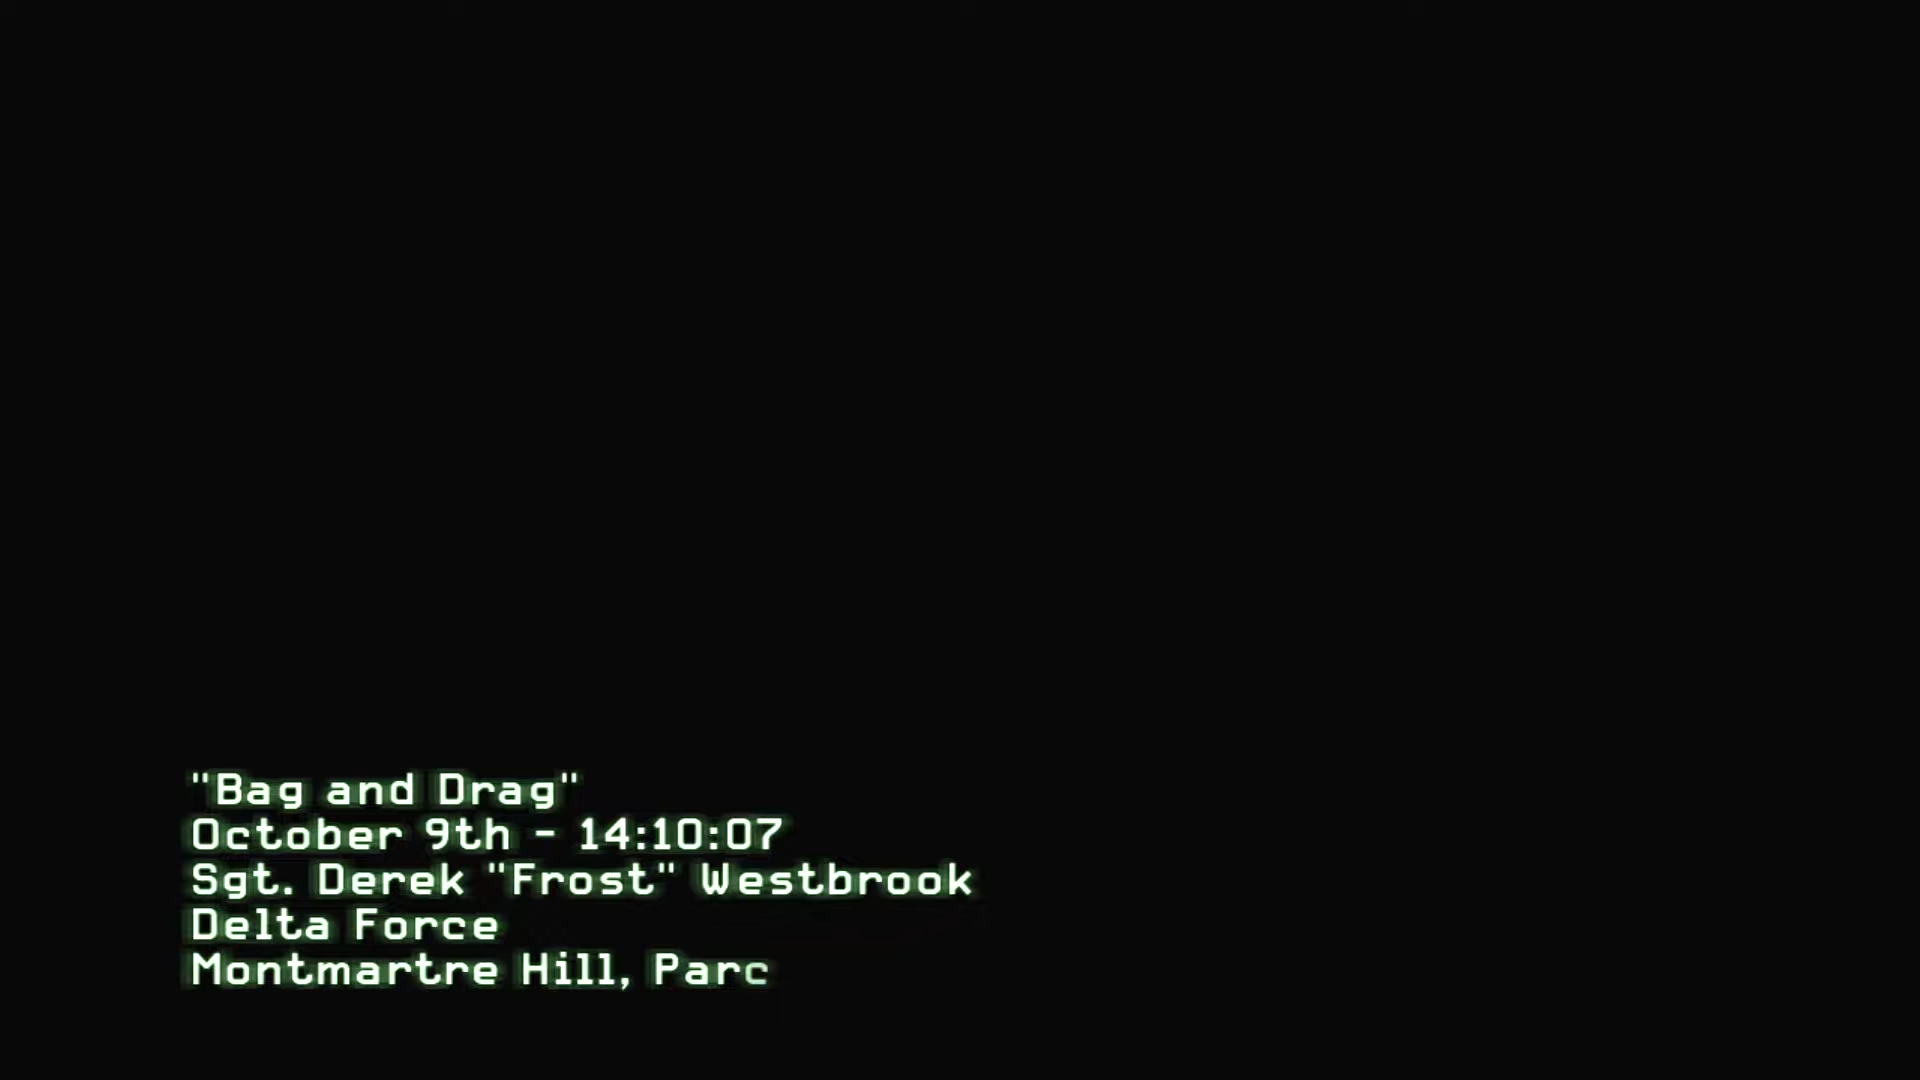 "Bag and Drag"
October 9th - 14:10:07
Sgt. Derek "Frost" Westbrook
Delta Force
Montmartre Hill, Parc